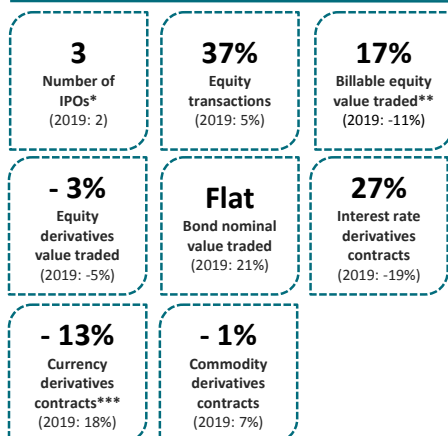 3
Number of
IPOs*
(2019: 2)
37%
Equity
transactions
(2019: 5%)
17%
Billable equity
value traded**
(2019: -11%)
- 3%
Equity
derivatives
value traded
(2019: -5%)
Flat
Bond nominal
value traded
(2019: 21%)
27%
Interest rate
derivatives
contracts
(2019: -19%)
- 13%
Currency
derivatives
contracts***
(2019: 18%)
- 1%
Commodity
derivatives
contracts
(2019: 7%)